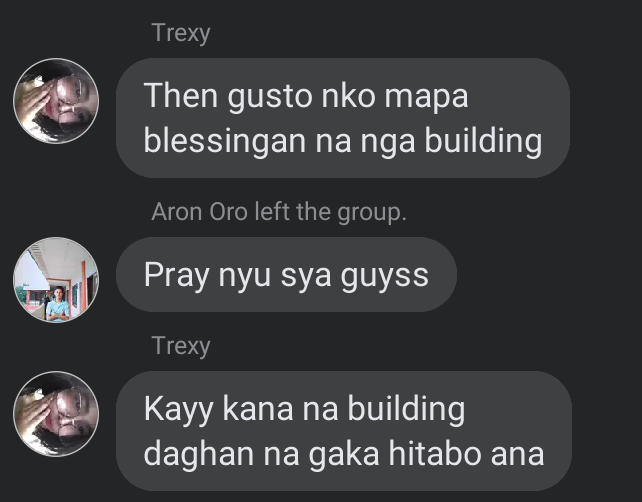 Trexy
Then gusto nko mapa
blessingan na nga building
Aron Oro left the group.
Pray nyu sya guyss
Trexy
Kayy kana na building
daghan na gaka hitabo ana